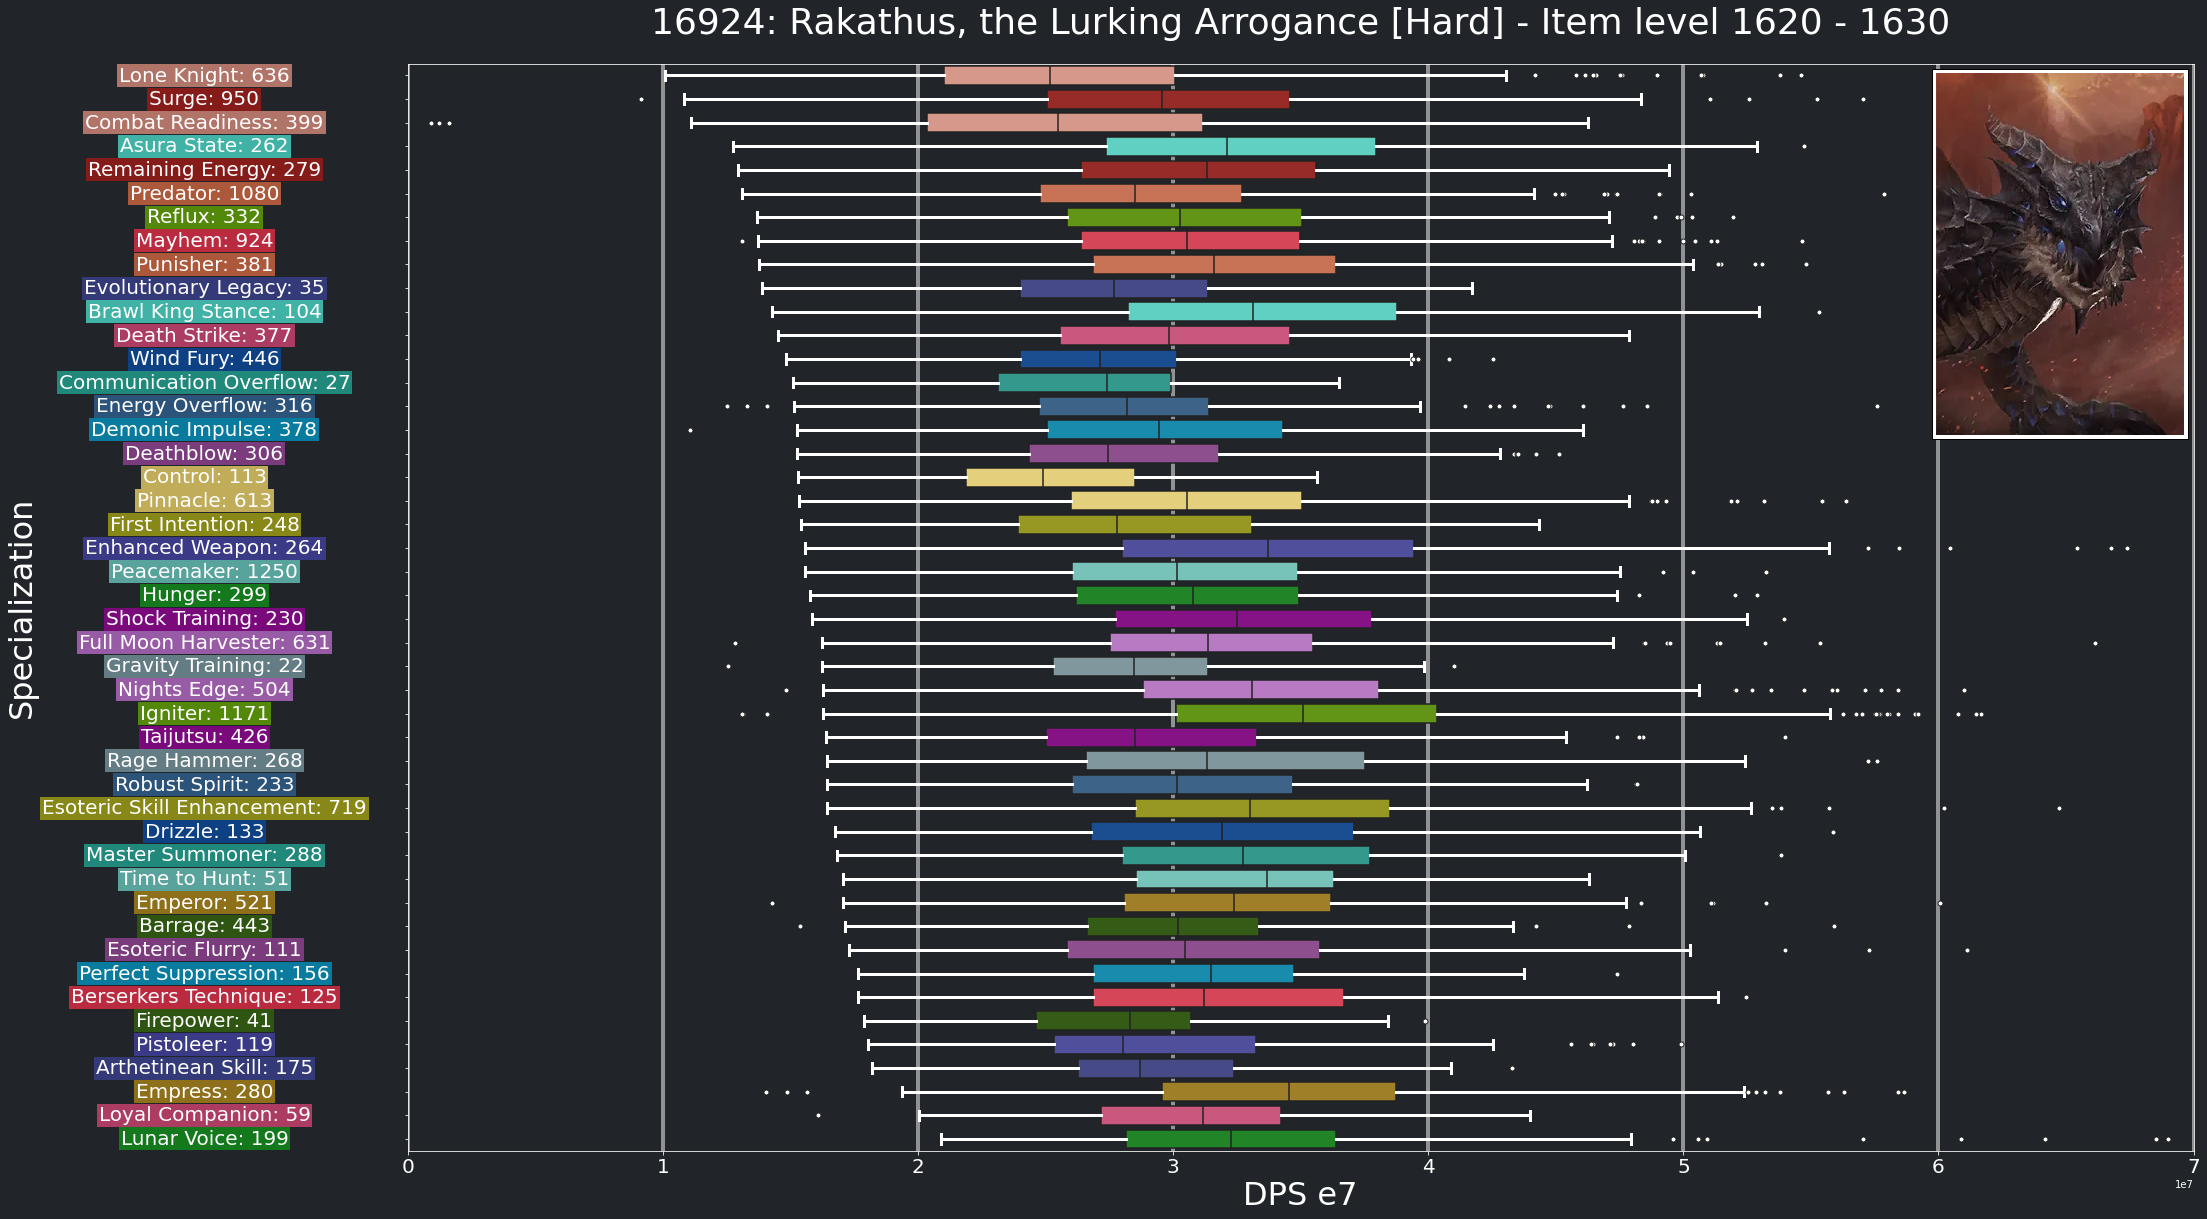 16924: Rakathus, the Lurking Arrogance [Hard] - Item level 1620 - 1630
Specialization
Lone Knight: 636
Surge: 950
Combat Readiness: 399
Asura State: 262
Remaining Energy: 279
Predator: 1080
Reflux: 332
Mayhem: 924
Punisher: 381
Evolutionary Legacy: 35
Brawl King Stance: 104
Death Strike: 377
Wind Fury: 446
Communication Overflow: 27
Energy Overflow: 316
Demonic Impulse: 378
Deathblow: 306
Control: 113
Pinnacle: 613
First Intention: 248
Enhanced Weapon: 264
Peacemaker: 1250
Hunger: 299
Shock Training: 230
Full Moon Harvester: 631
Gravity Training: 22
Nights Edge: 504
Igniter: 1171
Taijutsu: 426
Rage Hammer: 268
Robust Spirit: 233
Esoteric Skill Enhancement: 719
Drizzle: 133
Master Summoner: 288
Time to Hunt: 51
Emperor: 521
Barrage: 443
Esoteric Flurry: 111
Perfect Suppression: 156
Berserkers Technique: 125
Firepower: 41
Pistoleer: 119
Arthetinean Skill: 175
Empress: 280
Loyal Companion: 59
Lunar Voice: 199
0 1 2 3 4 5 6 7
1e7
DPS e7